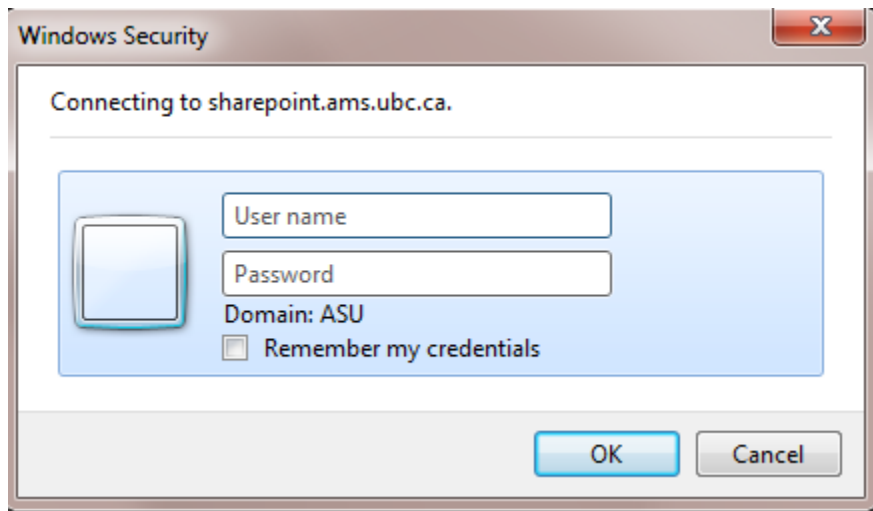 Windows Security
Connecting to sharepoint.ams.ubc.ca.
User name
Password
Domain: ASU
Remember my credentials
OK Cancel